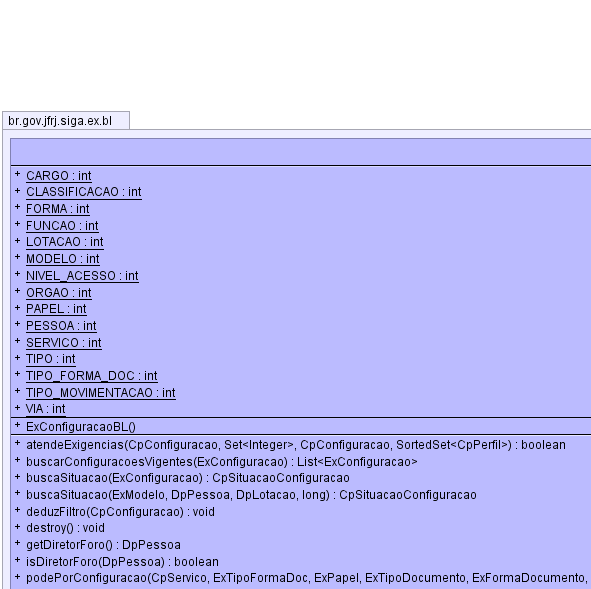 br.gov.jfrj.siga.ex.bl
+ CARGO : int
+ CLASSIFICACAO : int
+ FORMA : int
+ FUNCAO : int
+ LOTACAO : int
+ MODELO : int
+ NIVEL_ACESSO : int
+ ORGAO : int
+ PAPEL : int
+ PESSOA : int
+ SERVICO : int
+ TIPO : int
+ TIPO_FORMA_DOC : int
+ TIPO_MOVIMENTACAO : int
+ VIA : int
+ ExConfiguracaoBL()
+ atendeExigencias(CpConfiguracao, Set<Integer>, CpConfiguracao, SortedSet<CpPerfil>) : boolean
+ buscarConfiguracoesVigentes(ExConfiguracao) : List<ExConfiguracao>
+ buscaSituacao(ExConfiguracao) : CpSituacaoConfiguracao
+ buscaSituacao(ExModelo, DpPessoa, DpLotacao, long) : CpSituacaoConfiguracao
+ deduzFiltro(CpConfiguracao) : void
+ destroy() : void
+ getDiretorForo() : DpPessoa
+ isDiretorForo(DpPessoa) : boolean
+ podePorConfiguracao(CpServico, ExTipoFormaDoc, ExPapel, ExTipoDocumento, ExFormaDocumento,